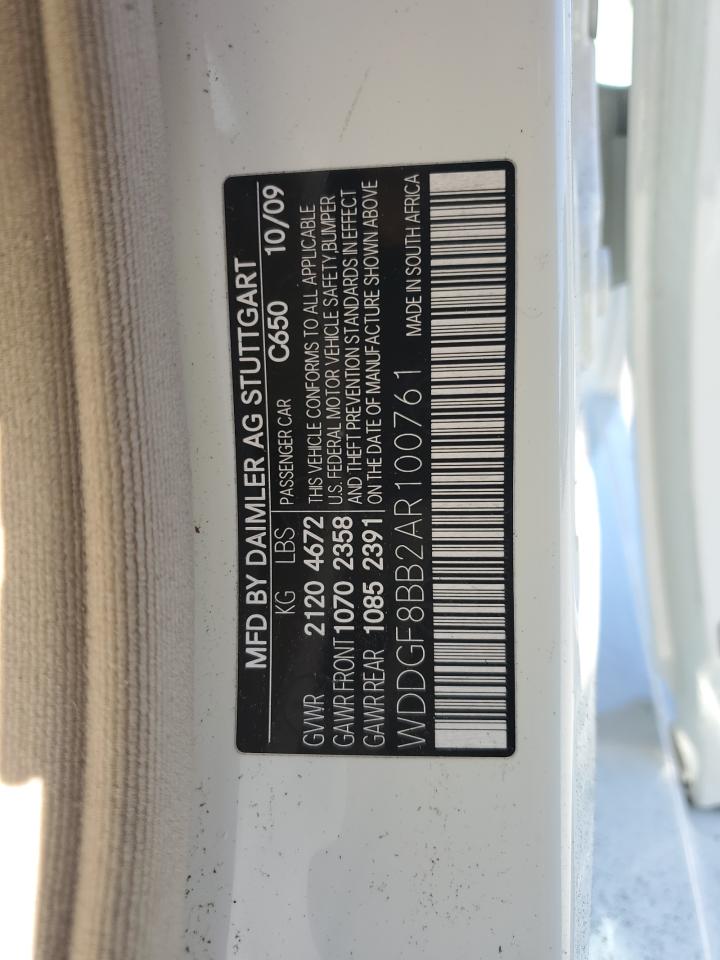 MFD BY DAIMLER AG STUTTGART
KG LBS PASSENGER CAR C650 10/09
GVWR 2120 4672 THIS VEHICLE CONFORMS TO ALL APPLICABLE
U.S. FEDERAL MOTOR VEHICLE SAFETY BUMPER
GAWR FRONT 1070 2358 AND THEFT PREVENTION STANDARDS IN EFFECT
GAWR REAR 1085 2391 ON THE DATE OF MANUFACTURE SHOWN ABOVE
WDDGF8BB2AR100761 MADE IN SOUTH AFRICA